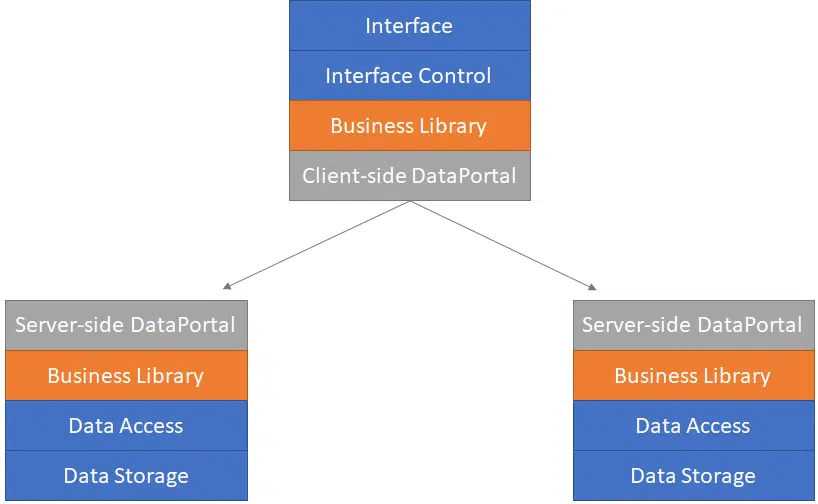 Interface
Interface Control
Business Library
Client-side DataPortal
Server-side DataPortal
Business Library
Data Access
Data Storage
Server-side DataPortal
Business Library
Data Access
Data Storage